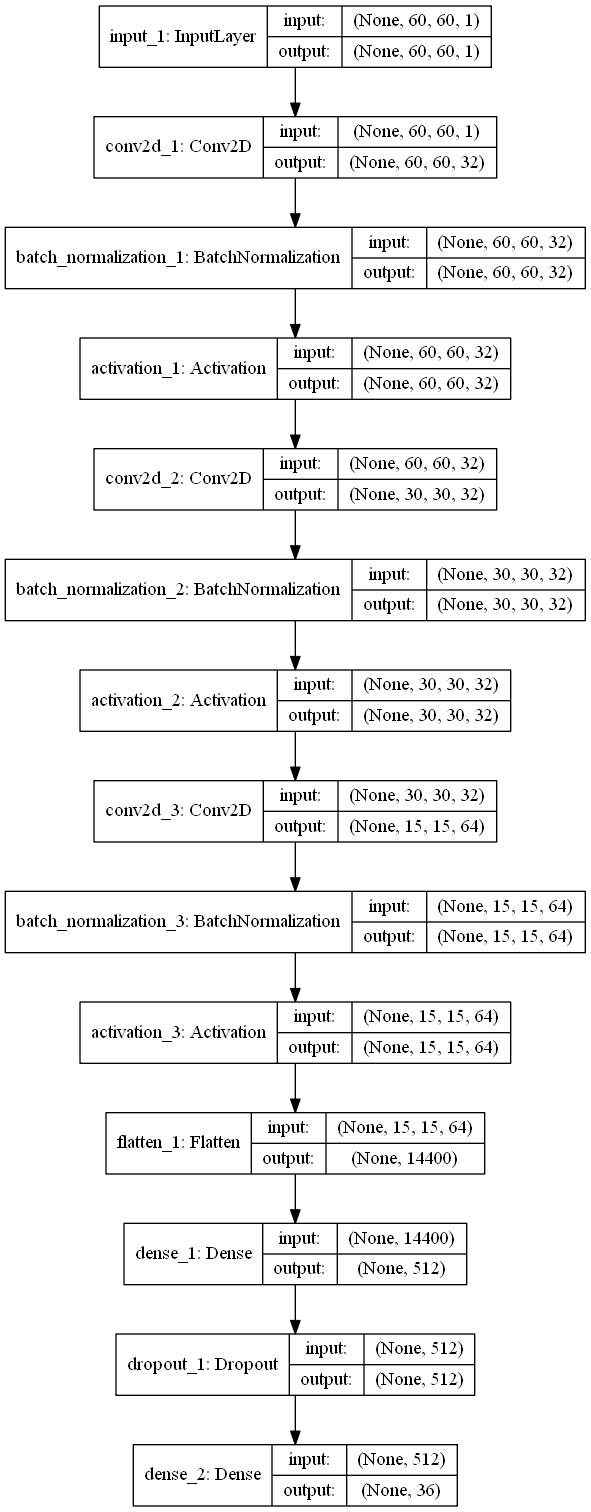 input_1: InputLayer
input:
(None, 60, 60, 1)
output:
(None, 60, 60, 1)
conv2d_1: Conv2D
input:
(None, 60, 60, 1)
output:
(None, 60, 60, 32)
batch_normalization_1: BatchNormalization
input:
(None, 60, 60, 32)
output:
(None, 60, 60, 32)
activation_1: Activation
input:
(None, 60, 60, 32)
output:
(None, 60, 60, 32)
conv2d_2: Conv2D
input:
(None, 60, 60, 32)
output:
(None, 30, 30, 32)
batch_normalization_2: BatchNormalization
input:
(None, 30, 30, 32)
output:
(None, 30, 30, 32)
activation_2: Activation
input:
(None, 30, 30, 32)
output:
(None, 30, 30, 32)
conv2d_3: Conv2D
input:
(None, 30, 30, 32)
output:
(None, 15, 15, 64)
batch_normalization_3: BatchNormalization
input:
(None, 15, 15, 64)
output:
(None, 15, 15, 64)
activation_3: Activation
input:
(None, 15, 15, 64)
output:
(None, 15, 15, 64)
flatten_1: Flatten
input:
(None, 15, 15, 64)
output:
(None, 14400)
dense_1: Dense
input:
(None, 14400)
output:
(None, 512)
dropout_1: Dropout
input:
(None, 512)
output:
(None, 512)
dense_2: Dense
input:
(None, 512)
output:
(None, 36)